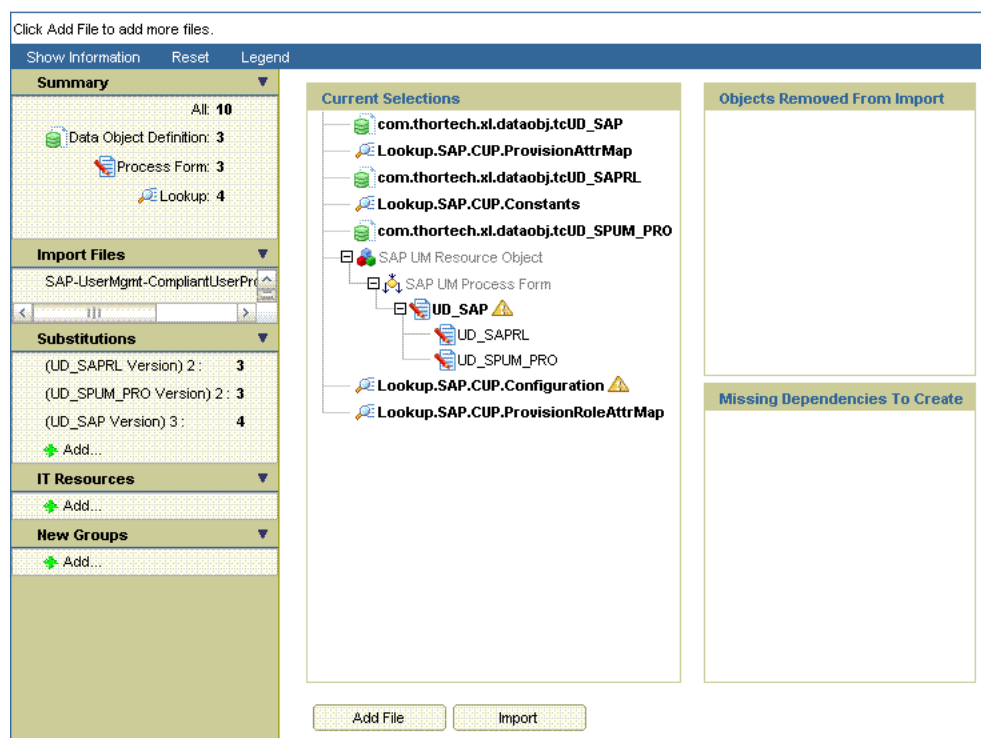 Click Add File to add more files.
Show Information Reset Legend
Summary
All: 10
Data Object Definition: 3
Process Form: 3
Lookup: 4
Import Files
SAP-UserMgmt-CompliantUserPr
Substitutions
(UD_SAPRL Version) 2 : 3
(UD_SPUM_PRO Version) 2 : 3
(UD_SAP Version) 3 : 4
Add...
IT Resources
Add...
New Groups
Add...
Current Selections
com.thortech.xl.dataobj.tcUD_SAP
Lookup.SAP.CUP.ProvisionAttrMap
com.thortech.xl.dataobj.tcUD_SAPRL
Lookup.SAP.CUP.Constants
com.thortech.xl.dataobj.tcUD_SPUM_PRO
SAP UM Resource Object
SAP UM Process Form
UD_SAP
UD_SAPRL
UD_SPUM_PRO
Lookup.SAP.CUP.Configuration
Lookup.SAP.CUP.ProvisionRoleAttrMap
Objects Removed From Import
Missing Dependencies To Create
Add File
Import